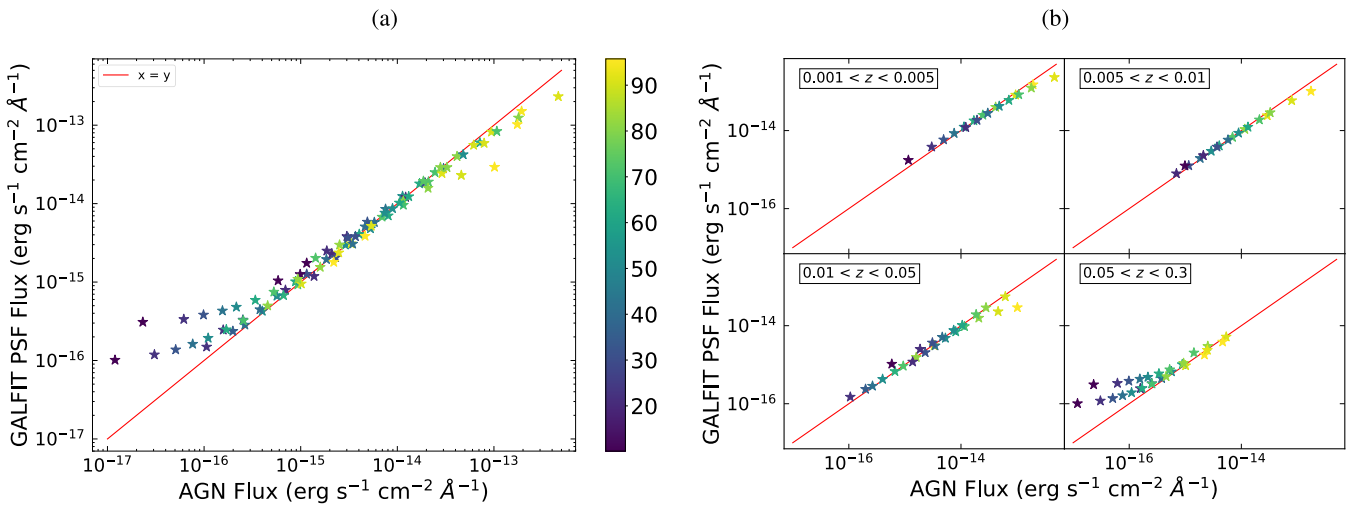 (a)
(b)
x = y
10⁻¹³
10⁻¹⁴
10⁻¹⁵
10⁻¹⁶
10⁻¹⁷
GALFIT PSF Flux (erg s⁻¹ cm⁻² Å⁻¹)
10⁻¹⁷ 10⁻¹⁶ 10⁻¹⁵ 10⁻¹⁴ 10⁻¹³
AGN Flux (erg s⁻¹ cm⁻² Å⁻¹)
90
80
70
60
50
40
30
20
0.001 < z < 0.005
0.005 < z < 0.01
10⁻¹⁴
10⁻¹⁶
0.01 < z < 0.05
0.05 < z < 0.3
10⁻¹⁴
10⁻¹⁶
GALFIT PSF Flux (erg s⁻¹ cm⁻² Å⁻¹)
10⁻¹⁶ 10⁻¹⁴ 10⁻¹⁶ 10⁻¹⁴
AGN Flux (erg s⁻¹ cm⁻² Å⁻¹)